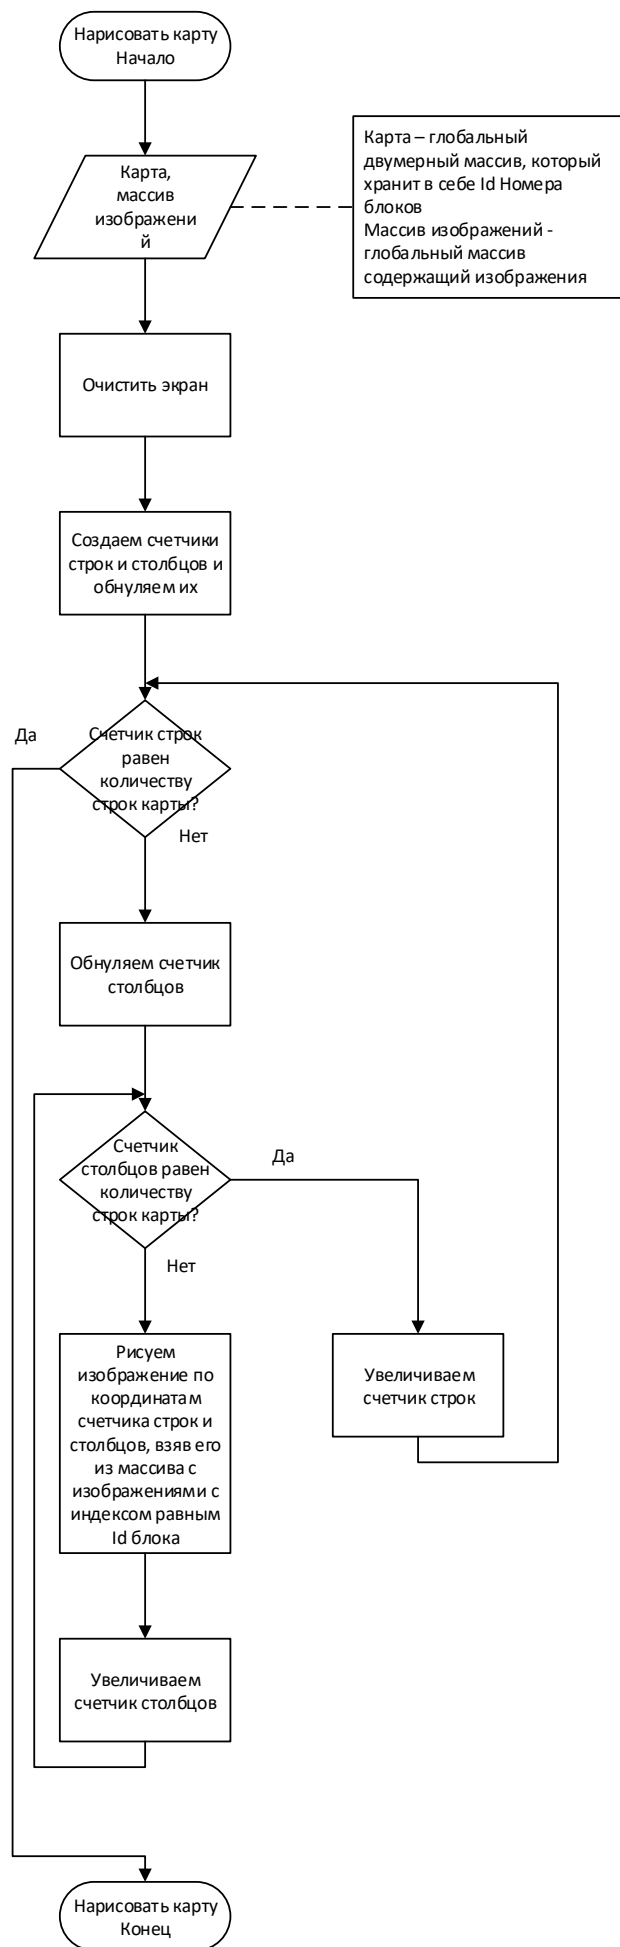 Нарисовать карту
Начало
Карта,
массив
изображени
й
Карта – глобальный
двумерный массив, который
хранит в себе Id Номера
блоков
Массив изображений -
глобальный массив
содержащий изображения
Очистить экран
Создаем счетчики
строк и столбцов и
обнуляем их
Да
Счетчик строк
равен
количеству
строк карты?
Нет
Обнуляем счетчик
столбцов
Счетчик
столбцов равен
количеству
строк карты?
Да
Нет
Рисуем
изображение по
координатам
счетчика строк и
столбцов, взяв его
из массива с
изображениями с
индексом равным
Id блока
Увеличиваем
счетчик строк
Увеличиваем
счетчик столбцов
Нарисовать карту
Конец